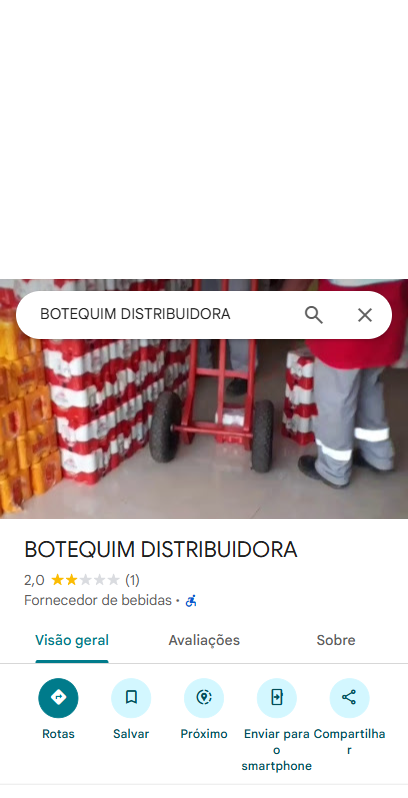 BOTEQUIM DISTRIBUIDORA
BOTEQUIM DISTRIBUIDORA
2,0 (1)
Fornecedor de bebidas ·
Visão geral Avaliações Sobre
Rotas Salvar Próximo Enviar para o smartphone Compartilhar